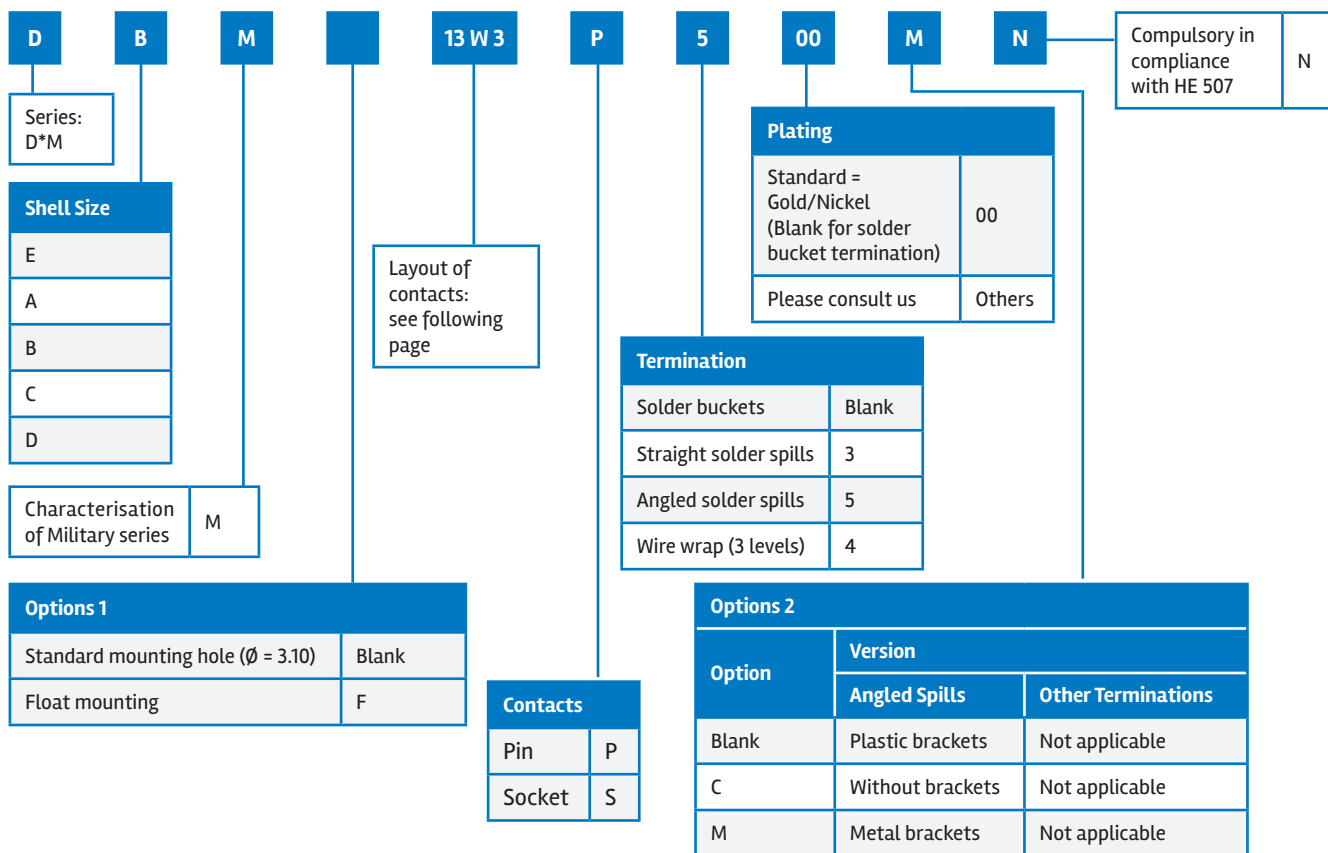 D B M 13 W 3 P 5 00 M N
Compulsory in
compliance
with HE 507
N
Series:
D*M
Shell Size
E
A
B
C
D
Characterisation
of Military series
M
Options 1
Standard mounting hole (Ø = 3.10) Blank
Float mounting F
Layout of
contacts:
see following
page
Contacts
Pin P
Socket S
Plating
Standard =
Gold/Nickel
(Blank for solder
bucket termination)
00
Please consult us Others
Termination
Solder buckets Blank
Straight solder spills 3
Angled solder spills 5
Wire wrap (3 levels) 4
Options 2
Option
Version
Angled Spills Other Terminations
Blank Plastic brackets Not applicable
C Without brackets Not applicable
M Metal brackets Not applicable